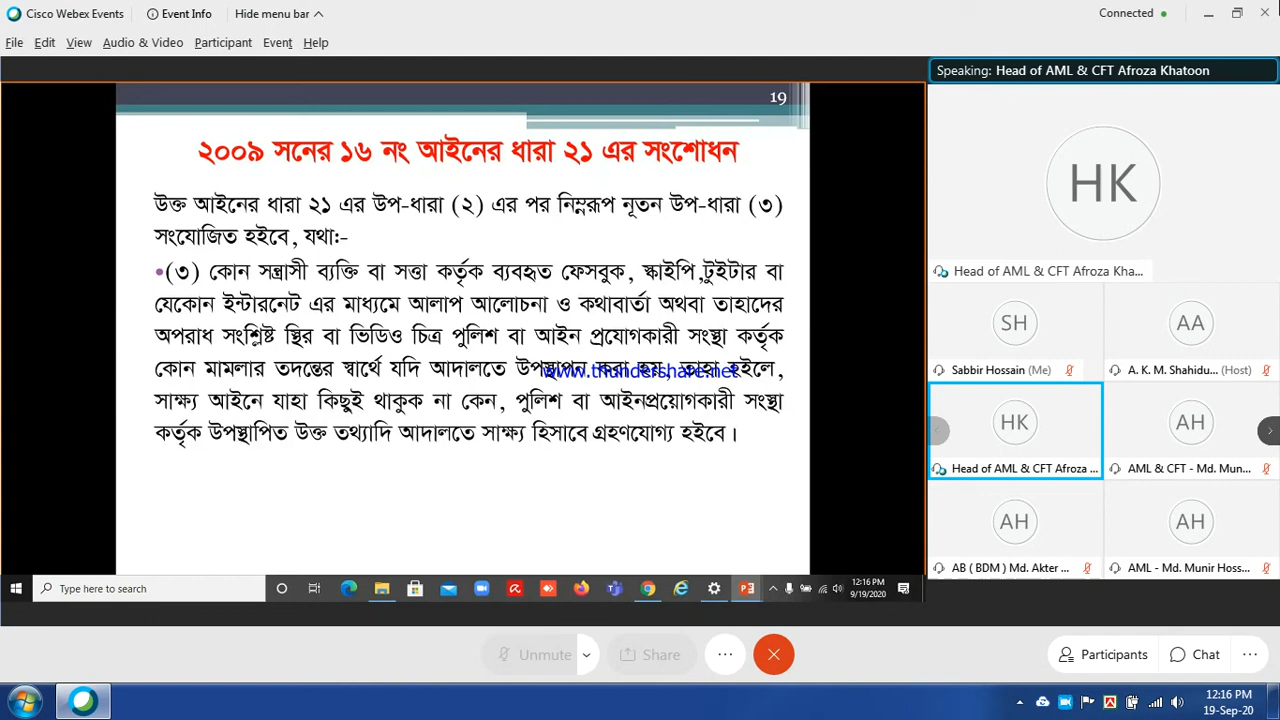 Cisco Webex Events
Event Info
Hide menu bar
Connected
File Edit View Audio & Video Participant Event Help
Speaking: Head of AML & CFT Afroza Khatoon
19
২০০৯ সনের ১৬ নং আইনের ধারা ২১ এর সংশোধন
উক্ত আইনের ধারা ২১ এর উপ-ধারা (২) এর পর নিম্নরূপ নূতন উপ-ধারা (৩)
সংযোজিত হইবে, যথা:-
•(৩) কোন সন্ত্রাসী ব্যক্তি বা সত্তা কর্তৃক ব্যবহৃত ফেসবুক, স্কাইপি,টুইটার বা
যেকোন ইন্টারনেট এর মাধ্যমে আলাপ আলোচনা ও কথাবার্তা অথবা তাহাদের
অপরাধ সংশ্লিষ্ট স্থির বা ভিডিও চিত্র পুলিশ বা আইন প্রয়োগকারী সংস্থা কর্তৃক
কোন মামলার তদন্তের স্বার্থে যদি আদালতে উপস্থাপন করা হয়, তাহা হইলে,
www.thundershare.net
সাক্ষ্য আইনে যাহা কিছুই থাকুক না কেন, পুলিশ বা আইনপ্রয়োগকারী সংস্থা
কর্তৃক উপস্থাপিত উক্ত তথ্যাদি আদালতে সাক্ষ্য হিসাবে গ্রহণযোগ্য হইবে।
HK
Head of AML & CFT Afroza Kha...
SH
Sabbir Hossain (Me)
AA
A. K. M. Shahidu... (Host)
HK
Head of AML & CFT Afroza ...
AH
AML & CFT - Md. Mun...
AH
AB ( BDM ) Md. Akter ...
AH
AML - Md. Munir Hoss...
Type here to search
12:16 PM
9/19/2020
Unmute
Share
Participants
Chat
12:16 PM
19-Sep-20